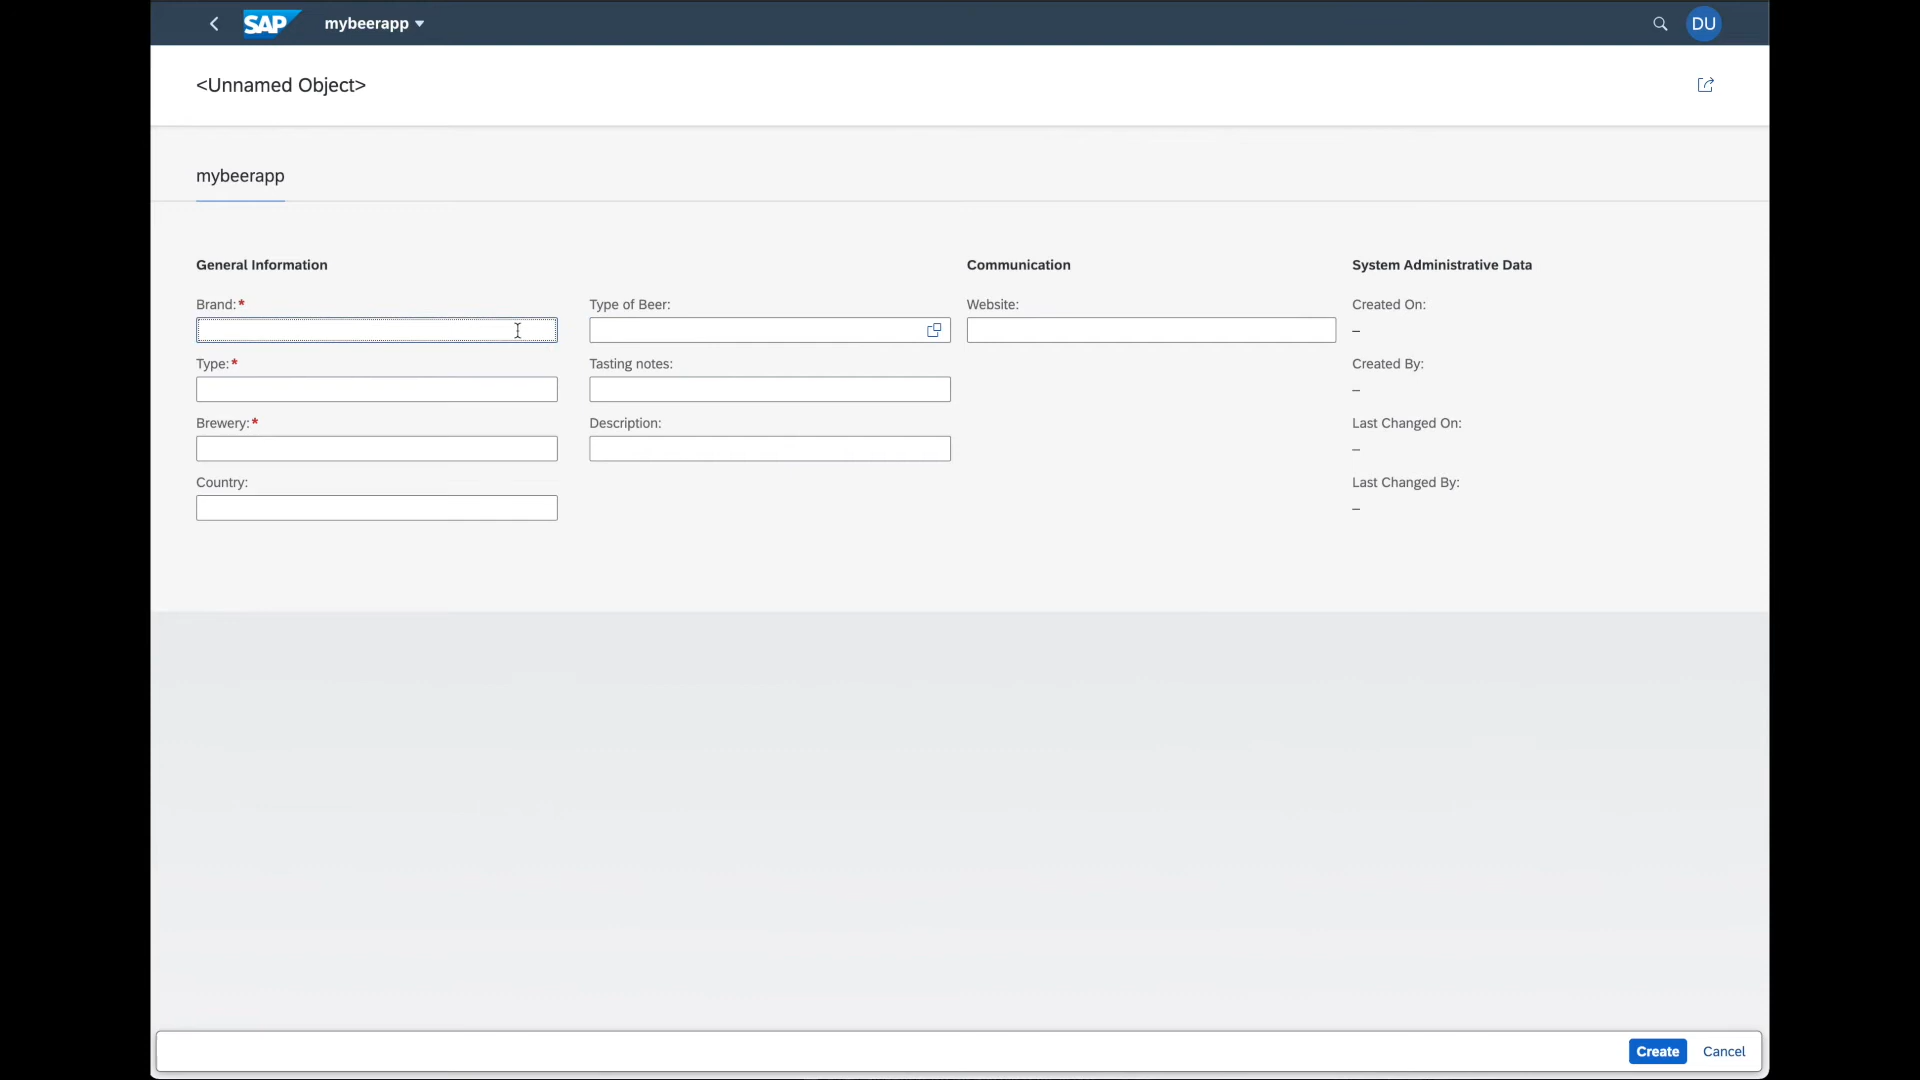 SAP mybeerapp DU
<Unnamed Object>
mybeerapp
General Information
Brand:*
Type:*
Brewery:*
Country:
Type of Beer:
Tasting notes:
Description:
Communication
Website:
System Administrative Data
Created On:
–
Created By:
–
Last Changed On:
–
Last Changed By:
–
Create Cancel